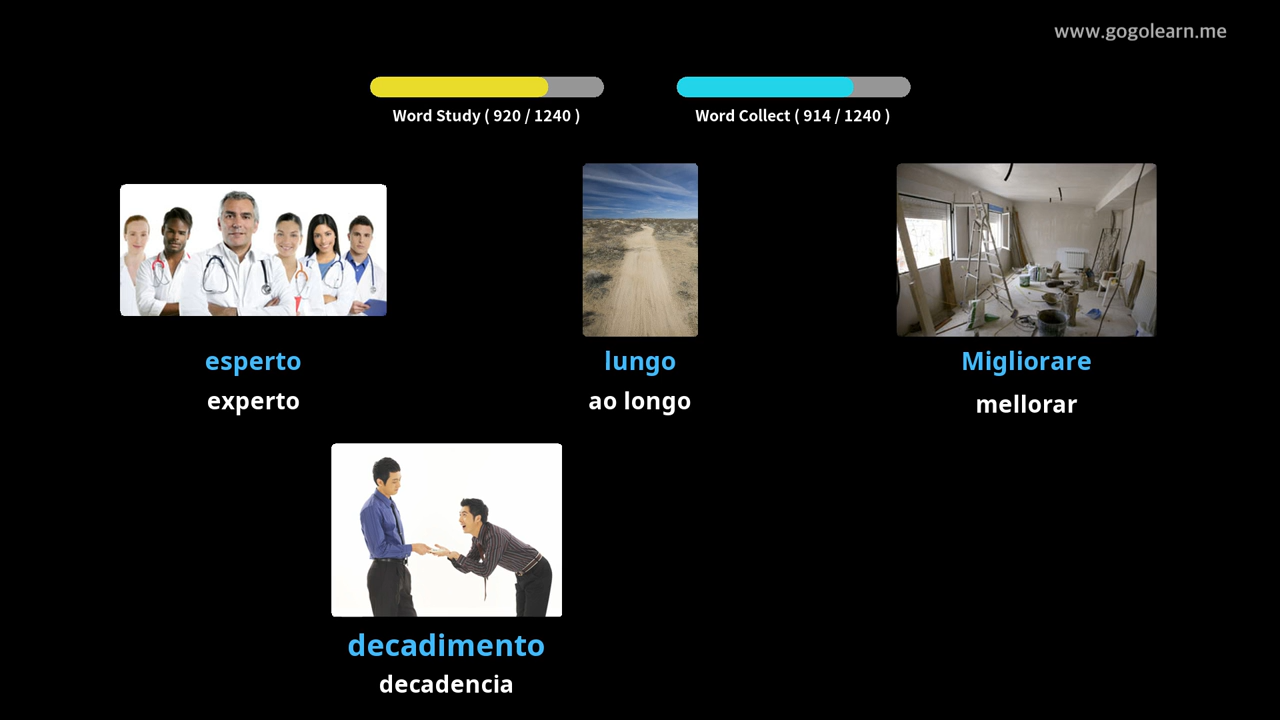 www.gogolearn.me
Word Study ( 920 / 1240 )
Word Collect ( 914 / 1240 )
esperto
experto
lungo
ao longo
Migliorare
mellorar
decadimento
decadencia